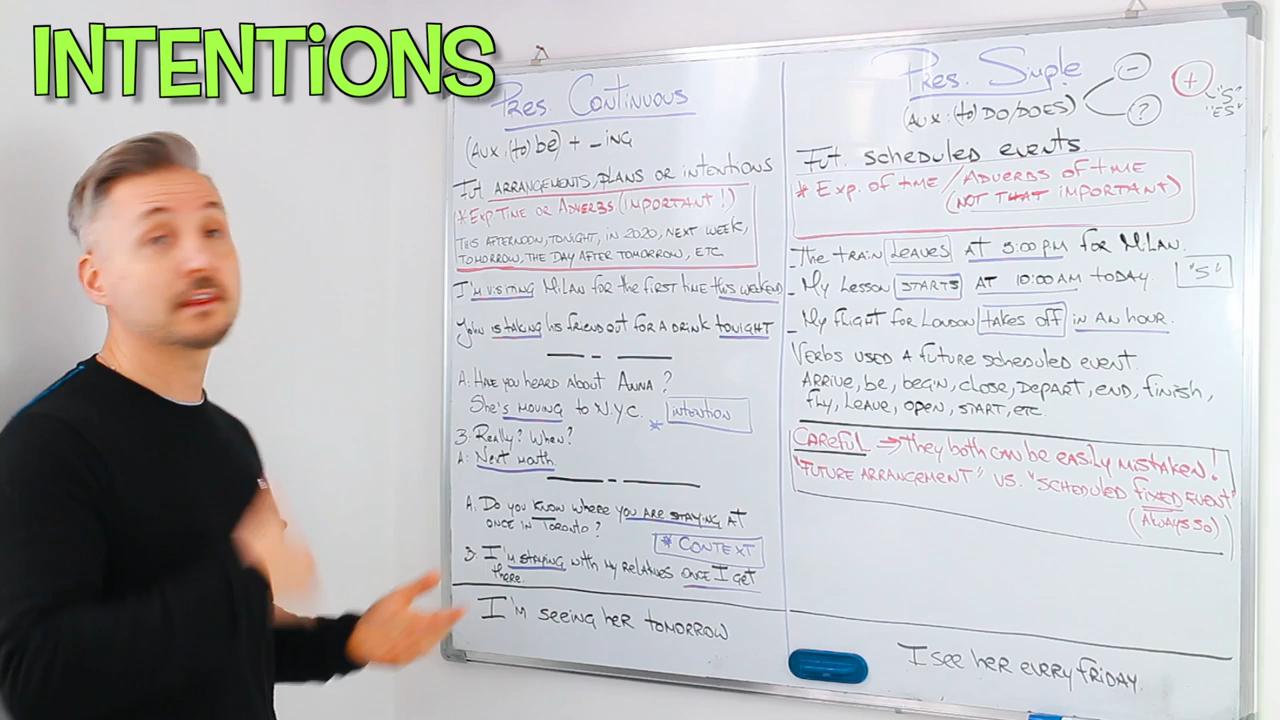 INTENTiONS
Pres. Continuous
(Aux: (to) be) + _ING
Fut. ARRANGEMENTS, PLANS OR INTENTIONS
* Exp Time or Adverbs (IMPORTANT!)
THIS AFTERNOON, TONIGHT, IN 2020, NEXT WEEK,
TOMORROW, THE DAY AFTER TOMORROW, ETC.
I'm visiting Milan for the first time this weekend
John is taking his friend out for a drink tonight
A: Have you heard about Anna?
She's moving to N.Y.C. * intention
B: Really? When?
A: Next month.
A. Do you know where you are staying at
once in Toronto?
* CONTEXT
B: I'm staying with my relatives once I get
there.
I'm seeing her tomorrow
Pres. Simple
(Aux: (to) DO/DOES)
-
?
+
"S"
"ES"
Fut. scheduled events.
* Exp. of time / Adverbs of time
(NOT THAT IMPORTANT)
- The train leaves at 5:00 pm for Milan.
- My lesson starts at 10:00 am today "S"
- My flight for London takes off in an hour.
Verbs used a future scheduled event.
Arrive, be, begin, close, depart, end, finish,
fly, leave, open, start, etc.
Careful → They both can be easily mistaken!
"Future arrangement" vs. "scheduled fixed event"
(Always so)
I see her every Friday.